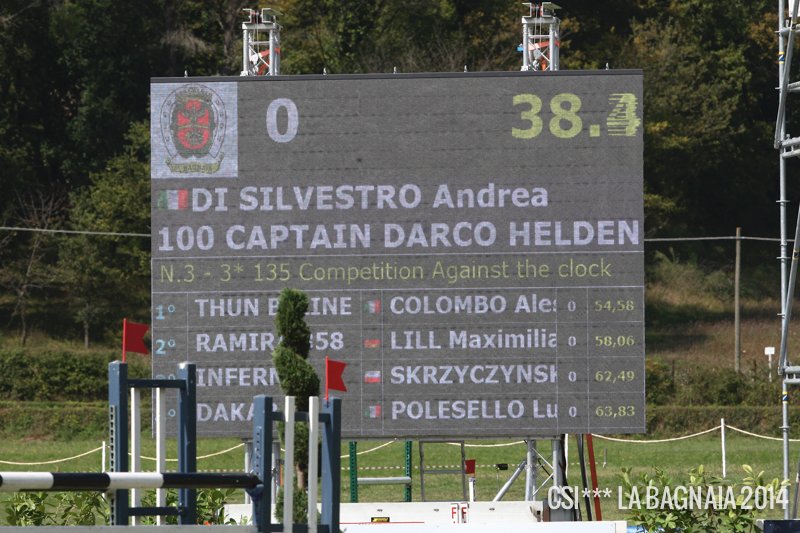 0 38.
DI SILVESTRO Andrea
100 CAPTAIN DARCO HELDEN
N.3 - 3* 135 Competition Against the clock
1° THUN COLOMBO Ales 0 54,58
2° 58 LILL Maximilia 0 58,06
INFERN SKRZYCZYNSK 0 62,49
DAKA POLESELLO Lu 0 63,83
CSI*** LA BAGNAIA 2014